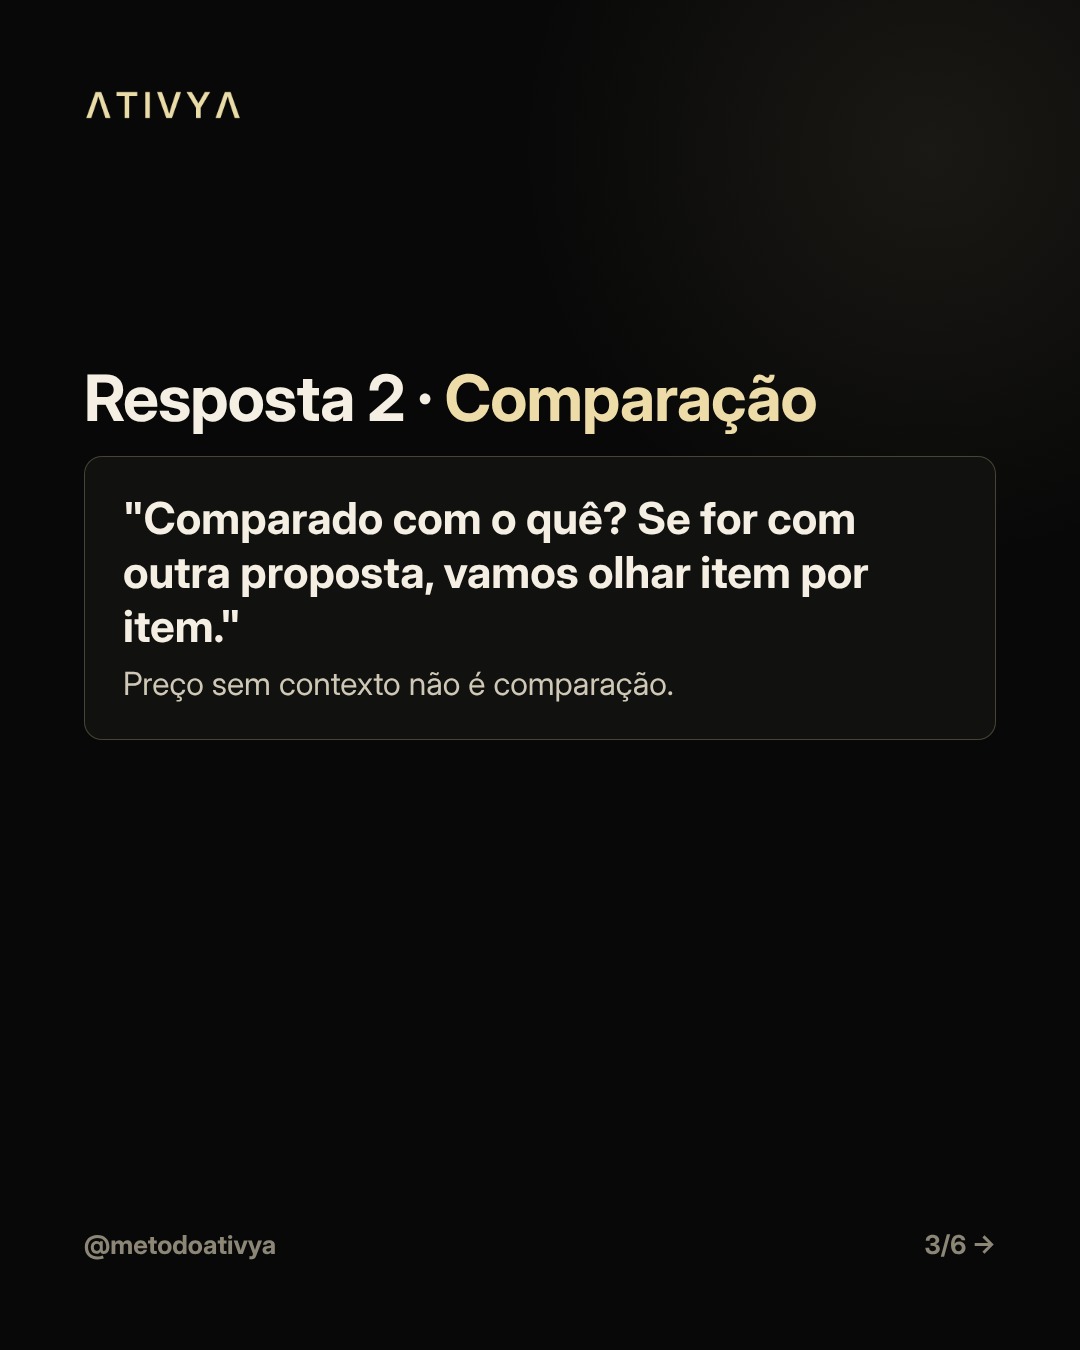 ATIVYA
Resposta 2 · Comparação
"Comparado com o quê? Se for com
outra proposta, vamos olhar item por
item."
Preço sem contexto não é comparação.
@metodoativya
3/6 →